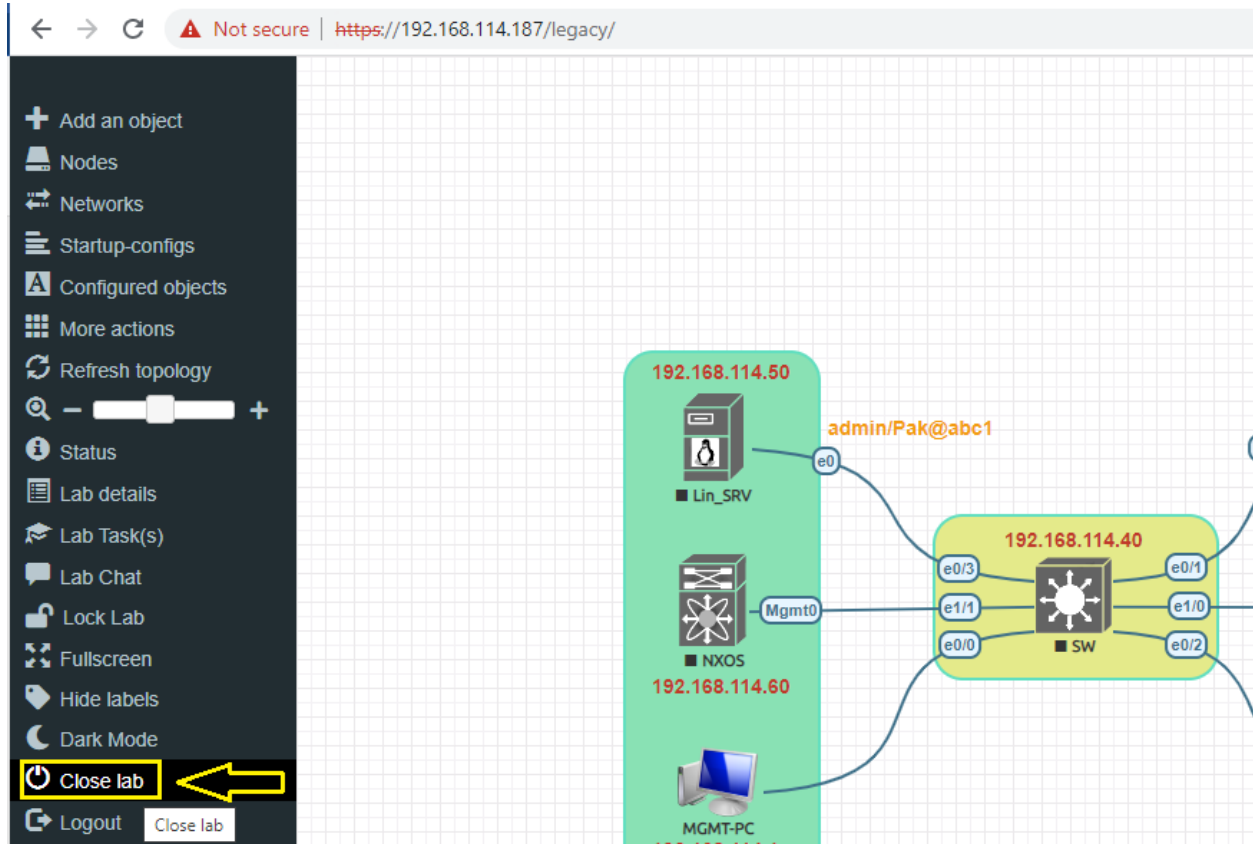 Not secure | https://192.168.114.187/legacy/
Add an object
Nodes
Networks
Startup-configs
Configured objects
More actions
Refresh topology
Status
Lab details
Lab Task(s)
Lab Chat
Lock Lab
Fullscreen
Hide labels
Dark Mode
Close lab
Logout
Close lab
192.168.114.50
admin/Pak@abc1
e0
Lin_SRV
192.168.114.40
e0/3
e0/1
Mgmt0
e1/1
e1/0
e0/0
SW
e0/2
NXOS
192.168.114.60
MGMT-PC